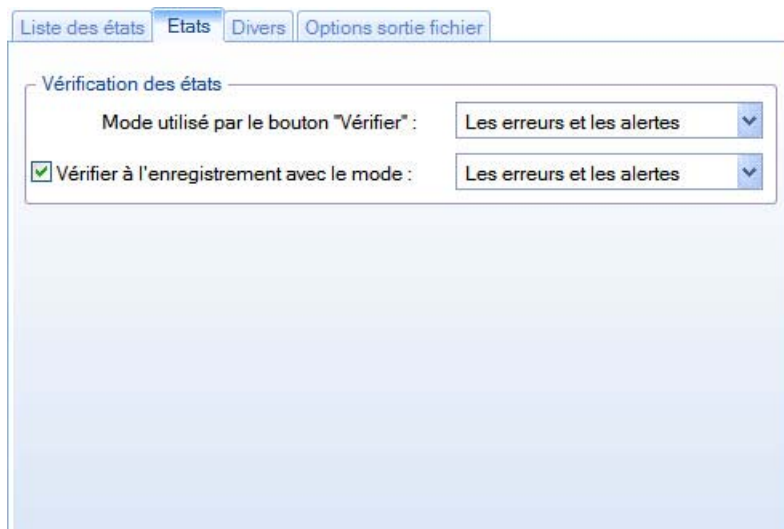 Liste des états Etats Divers Options sortie fichier
Vérification des états
Mode utilisé par le bouton "Vérifier" : Les erreurs et les alertes
Vérifier à l'enregistrement avec le mode : Les erreurs et les alertes